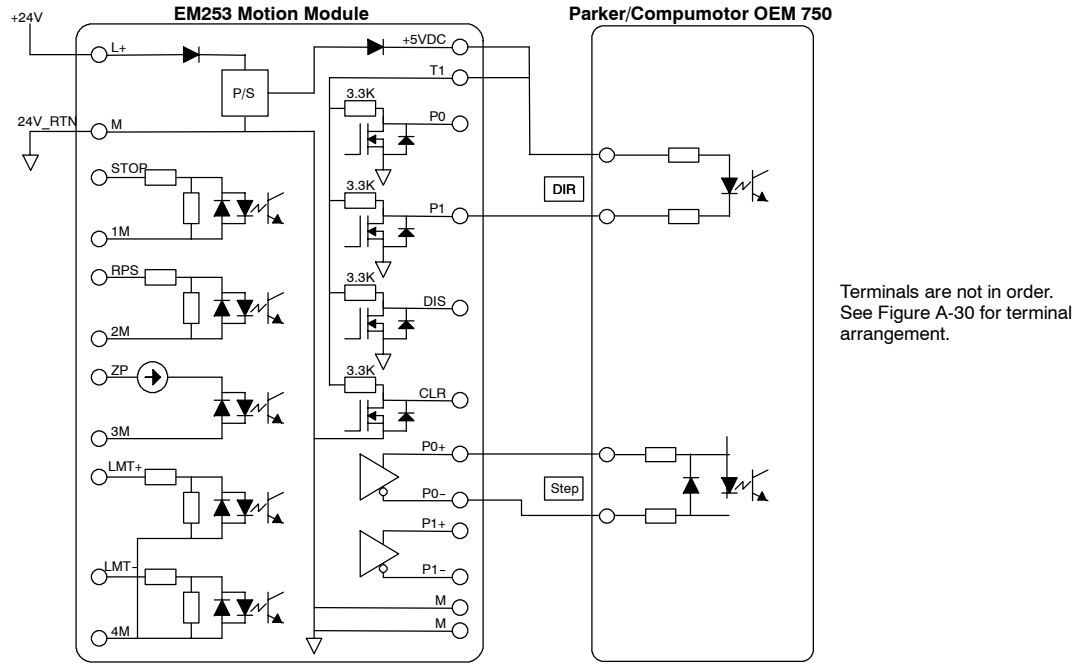 EM253 Motion Module
Parker/Compumotor OEM 750
+24V
L+
+5VDC
T1
P/S
3.3K
P0
24V_RTN
M
STOP
1M
3.3K
P1
DIR
RPS
2M
3.3K
DIS
ZP
3M
3.3K
CLR
LMT+
P0+
P0−
Step
P1+
P1−
LMT−
4M
M
M
Terminals are not in order.
See Figure A-30 for terminal
arrangement.